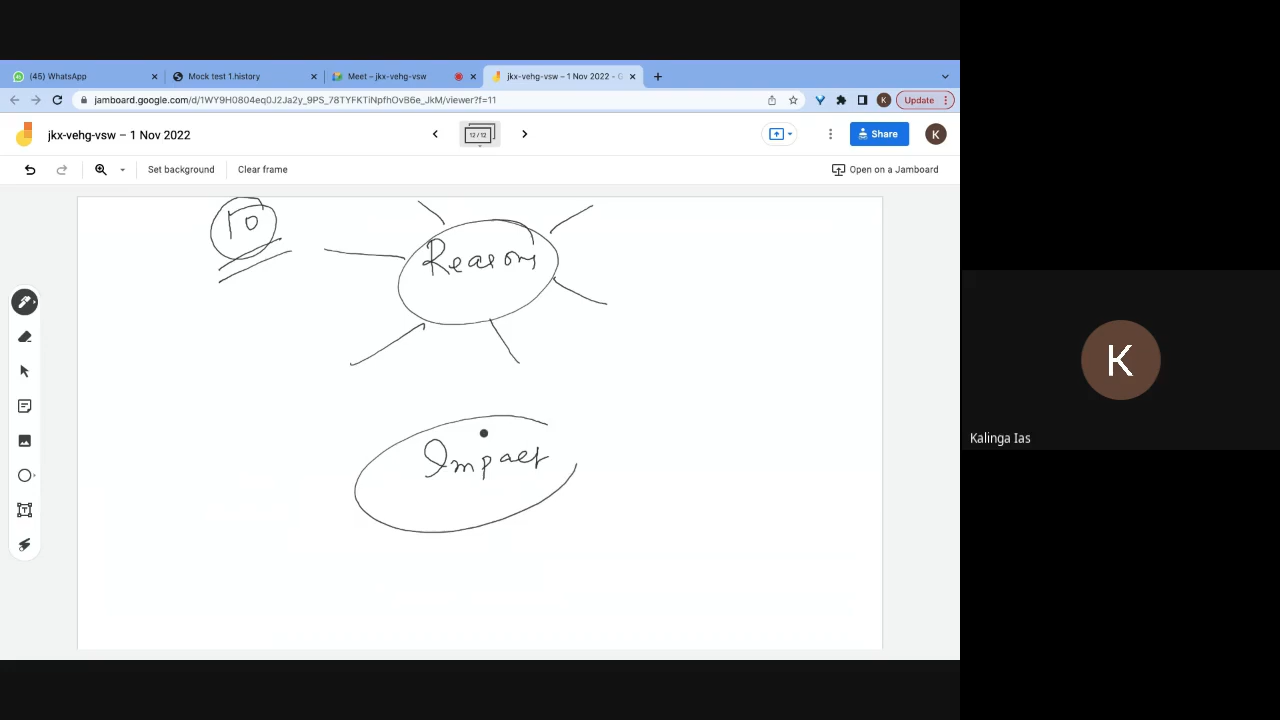 (45) WhatsApp
Mock test 1.history
Meet – jkx-vehg-vsw
jkx-vehg-vsw – 1 Nov 2022 - G
jamboard.google.com/d/1WY9H0804eq0J2Ja2y_9PS_78TYFKTiNpfhOvB6e_JkM/viewer?f=11
K
Update
jkx-vehg-vsw – 1 Nov 2022
12 / 12
Share
K
Set background
Clear frame
Open on a Jamboard
10
Reasons
Impact
K
Kalinga Ias